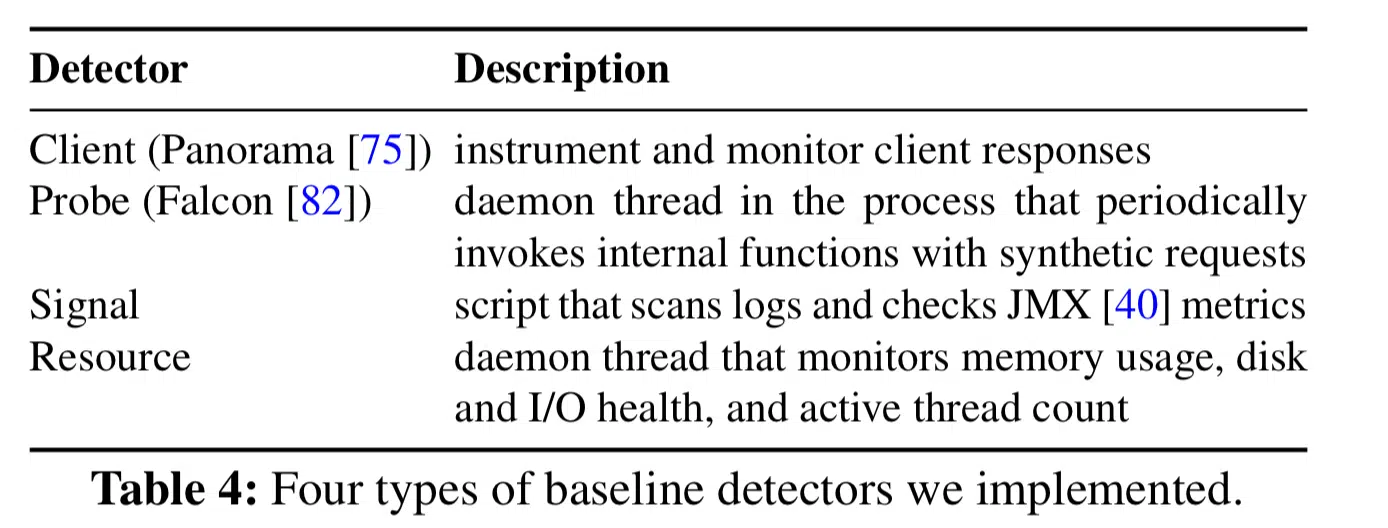 Detector Description
Client (Panorama [75]) instrument and monitor client responses
Probe (Falcon [82]) daemon thread in the process that periodically
invokes internal functions with synthetic requests
Signal script that scans logs and checks JMX [40] metrics
Resource daemon thread that monitors memory usage, disk
and I/O health, and active thread count
Table 4: Four types of baseline detectors we implemented.